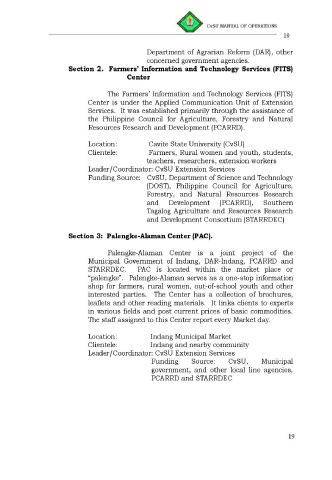 CvSU MANUAL OF OPERATIONS
19
Department of Agrarian Reform (DAR), other
concerned government agencies.
Section 2. Farmers' Information and Technology Services (FITS)
Center
The Farmers' Information and Technology Services (FITS)
Center is under the Applied Communication Unit of Extension
Services. It was established primarily through the assistance of
the Philippine Council for Agriculture, Forestry and Natural
Resources Research and Development (PCARRD).
Location: Cavite State University (CvSU)
Clientele: Farmers, Rural women and youth, students,
teachers, researchers, extension workers
Leader/Coordinator: CvSU Extension Services
Funding Source: CvSU, Department of Science and Technology
(DOST), Philippine Council for Agriculture,
Forestry, and Natural Resources Research
and Development (PCARRD), Southern
Tagalog Agriculture and Resources Research
and Development Consortium (STARRDEC)
Section 3: Palengke-Alaman Center (PAC).
Palengke-Alaman Center is a joint project of the
Municipal Government of Indang, DAR-Indang, PCARRD and
STARRDEC. PAC is located within the market place or
"palengke". Palengke-Alaman serves as a one-stop information
shop for farmers, rural women, out-of-school youth and other
interested parties. The Center has a collection of brochures,
leaflets and other reading materials. It links clients to experts
in various fields and post current prices of basic commodities.
The staff assigned to this Center report every Market day.
Location: Indang Municipal Market
Clientele: Indang and nearby community
Leader/Coordinator: CvSU Extension Services
Funding Source: CvSU, Municipal
government, and other local line agencies,
PCARRD and STARRDEC
19